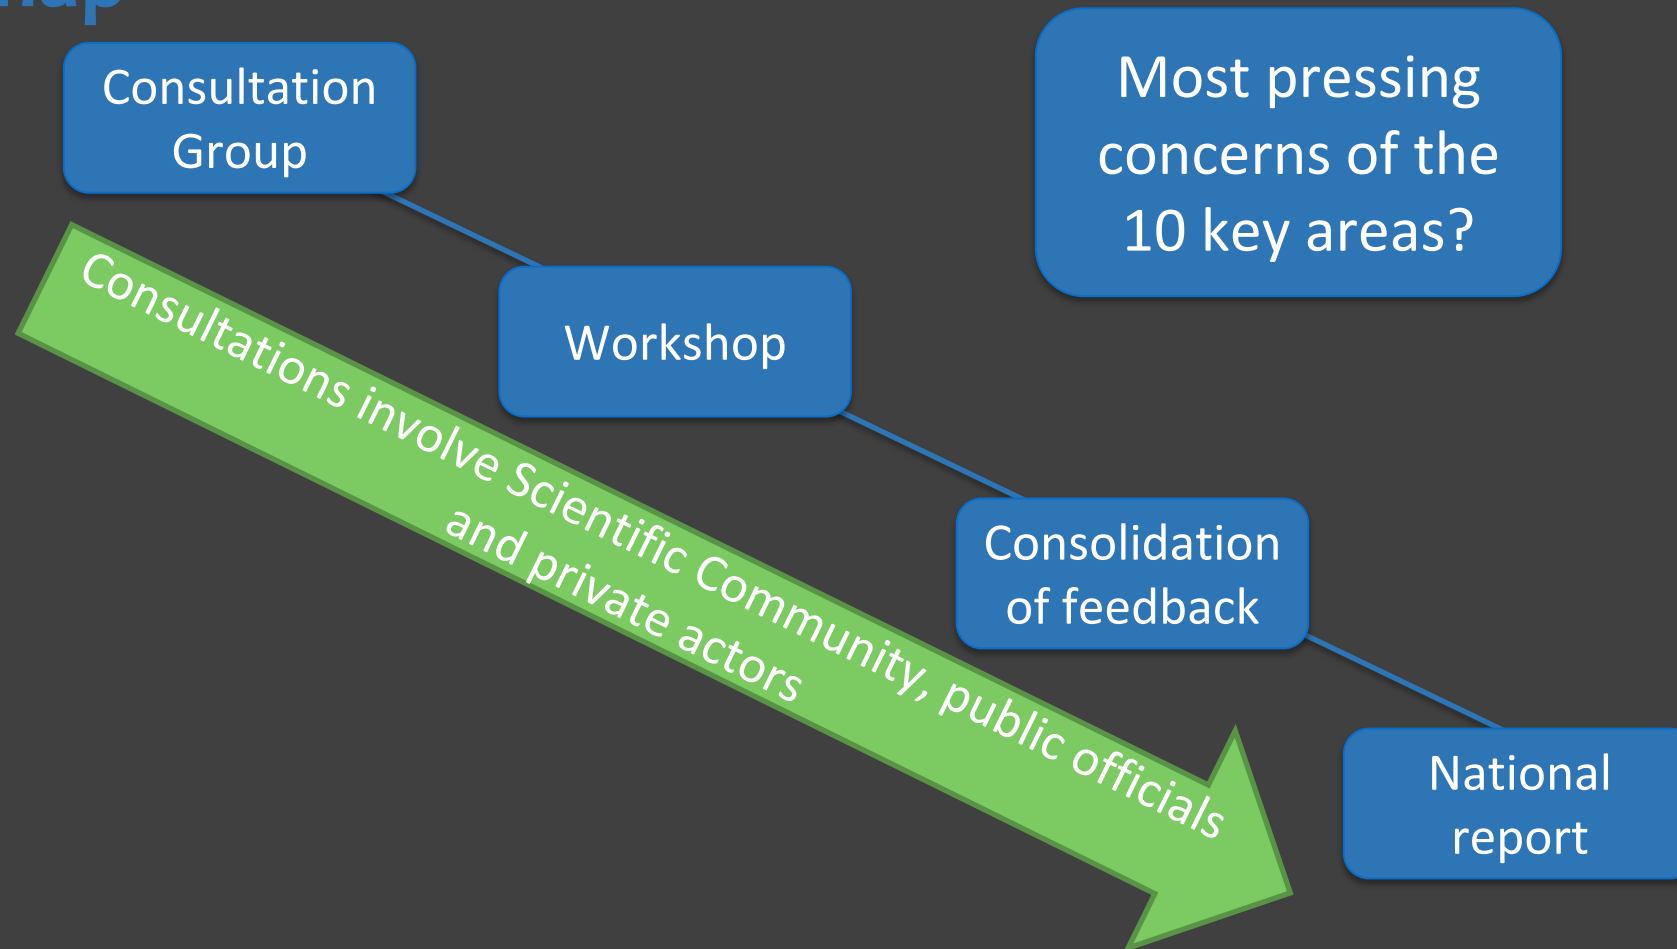 Consultation
Group
Most pressing
concerns of the
10 key areas?
Workshop
Consultations involve Scientific Community, public officials
and private actors
Consolidation
of feedback
National
report